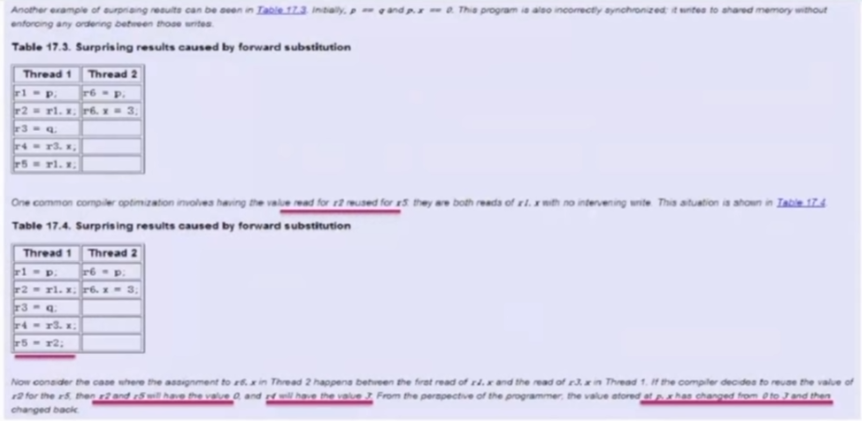 Another example of surprising results can be seen in Table 17.3. Initially, p == q and p.x == 0. This program is also incorrectly synchronized; it writes to shared memory without
enforcing any ordering between those writes.
Table 17.3. Surprising results caused by forward substitution
Thread 1 Thread 2
r1 = p; r6 = p;
r2 = r1.x; r6.x = 3;
r3 = q;
r4 = r3.x;
r5 = r1.x;
One common compiler optimization involves having the value read for r2 reused for r5: they are both reads of r1.x with no intervening write. This situation is shown in Table 17.4.
Table 17.4. Surprising results caused by forward substitution
Thread 1 Thread 2
r1 = p; r6 = p;
r2 = r1.x; r6.x = 3;
r3 = q;
r4 = r3.x;
r5 = r2;
Now consider the case where the assignment to r6.x in Thread 2 happens between the first read of r1.x and the read of r3.x in Thread 1. If the compiler decides to reuse the value of
r2 for the r5, then r2 and r5 will have the value 0, and r4 will have the value 3. From the perspective of the programmer, the value stored at p.x has changed from 0 to 3 and then
changed back.